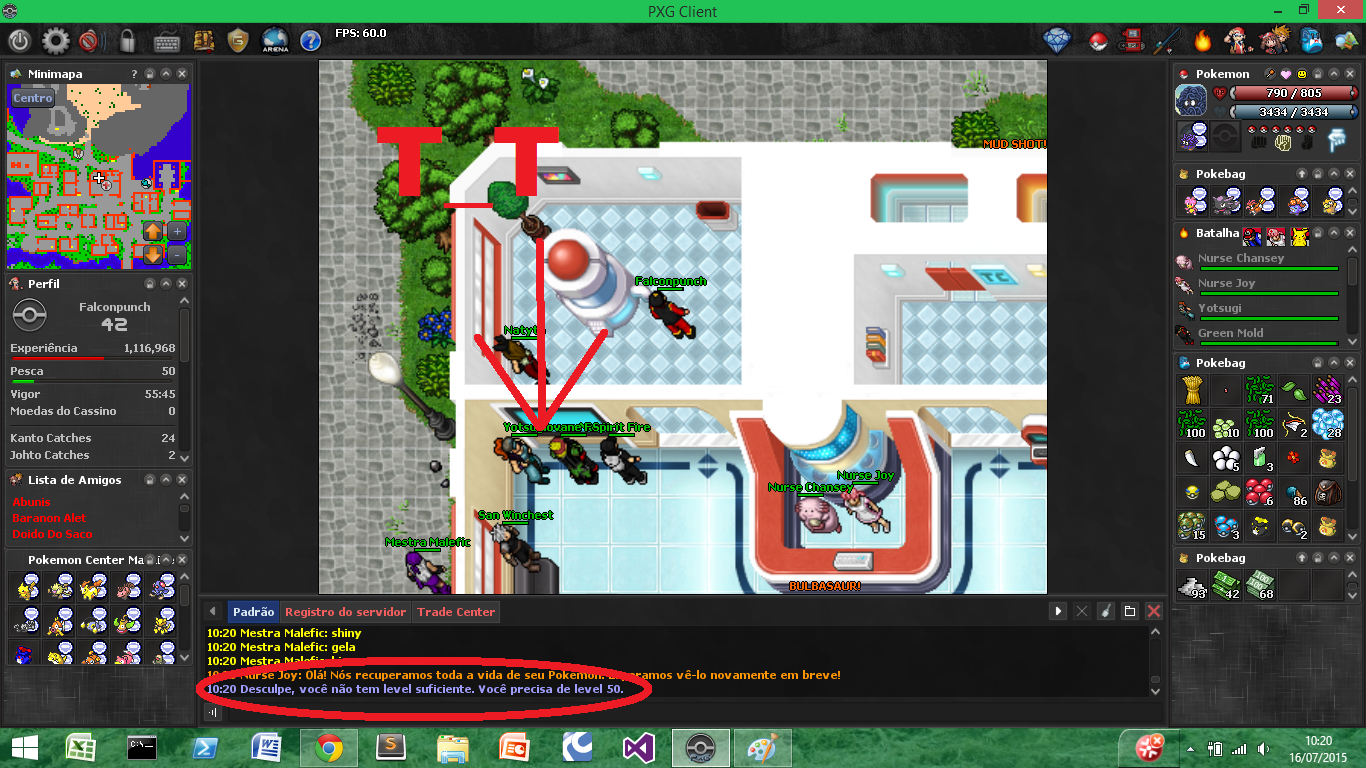 PXG Client
FPS: 60.0
ARENA
Minimapa
?
Centro
Perfil
Falconpunch
42
Experiência 1,116,968
Pesca 50
Vigor 55:45
Moedas do Cassino 0
Kanto Catches 24
Johto Catches 2
Lista de Amigos
Abunis
Baranon Alet
Doido Do Saco
Pokemon Center Ma
T T
MUD SHOT!
TC
Falconpunch
Natyt
Spirit Fire
Nurse Joy
Nurse Chansey
San Winchest
Mestra Malefic
BULBASAUR!
Padrão
Registro do servidor
Trade Center
10:20 Mestra Malefic: shiny
10:20 Mestra Malefic: gela
10:20 Mestra Malefic:
Nurse Joy: Olá! Nós recuperamos toda a vida de seu Pokemon. Esperamos vê-lo novamente em breve!
10:20 Desculpe, você não tem level suficiente. Você precisa de level 50.
Pokemon
790 / 805
3434 / 3434
Pokebag
Batalha
Nurse Chansey
Nurse Joy
Yotsugi
Green Mold
Pokebag
71 23
100 10 100 2 28
5 3
6 86
15 3 2
Pokebag
93 42 68
10:20
16/07/2015